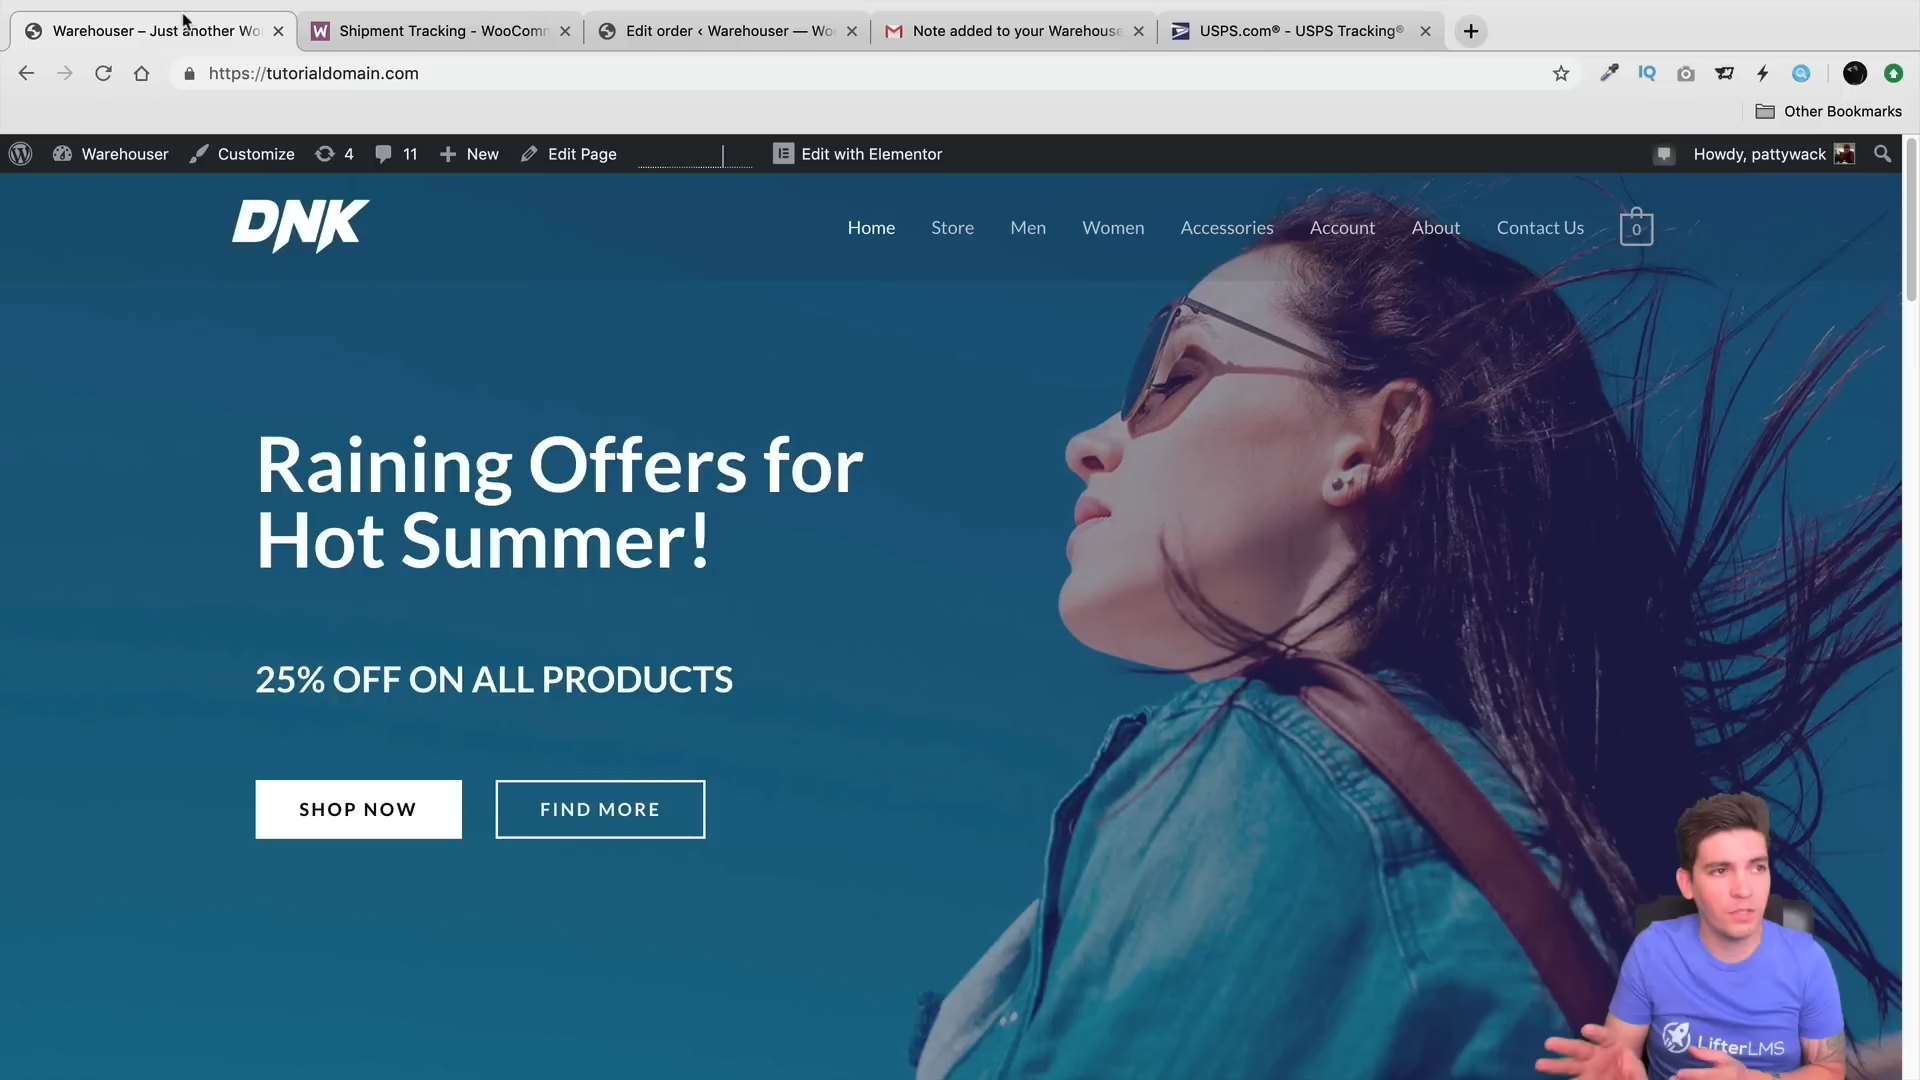 Warehouser – Just another Wo
Shipment Tracking - WooComm
Edit order ‹ Warehouser — Wo
Note added to your Warehouse
USPS.com® - USPS Tracking®
https://tutorialdomain.com
IQ
Other Bookmarks
Warehouser
Customize
4
11
New
Edit Page
Edit with Elementor
Howdy, pattywack
DNK
Home
Store
Men
Women
Accessories
Account
About
Contact Us
0
Raining Offers for
Hot Summer!
25% OFF ON ALL PRODUCTS
SHOP NOW
FIND MORE
LifterLMS